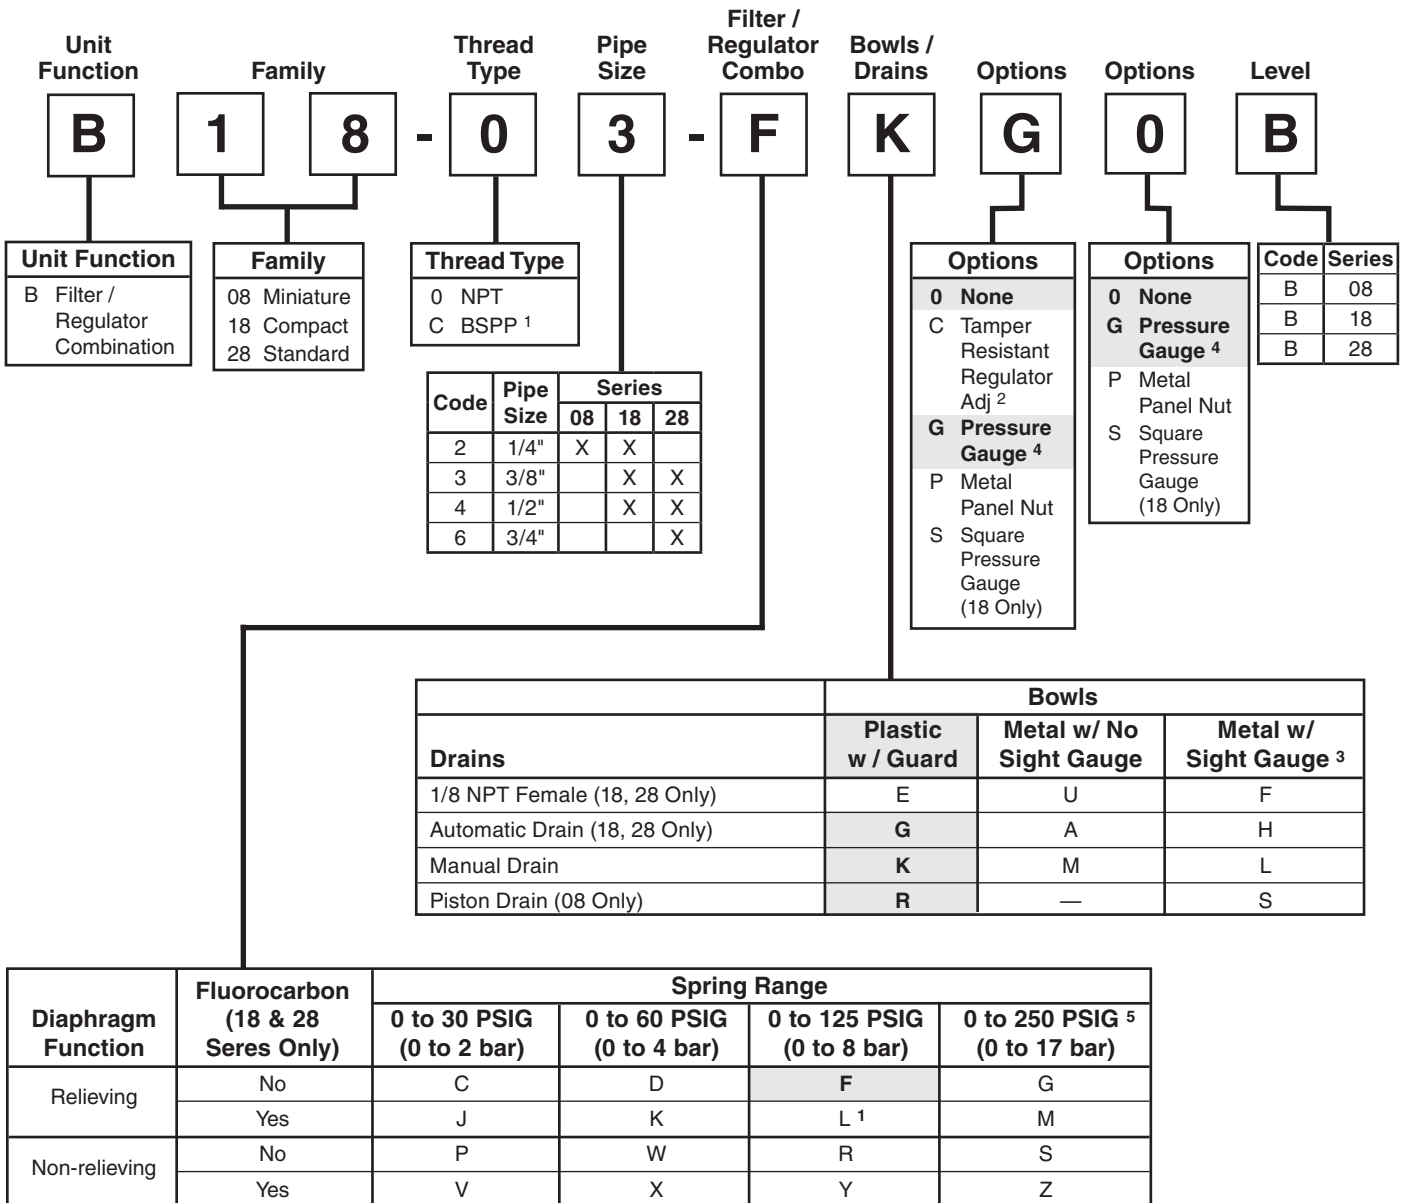 Unit Function
Family
Thread Type
Pipe Size
Filter / Regulator Combo
Bowls / Drains
Options
Options
Level
B 1 8 - 0 3 - F K G 0 B
Unit Function
B Filter / Regulator Combination
Family
08 Miniature
18 Compact
28 Standard
Thread Type
0 NPT
C BSPP 1
Code Pipe Size Series
08 18 28
2 1/4" X X
3 3/8" X X
4 1/2" X X
6 3/4" X
Options
0 None
C Tamper Resistant Regulator Adj 2
G Pressure Gauge 4
P Metal Panel Nut
S Square Pressure Gauge (18 Only)
Options
0 None
G Pressure Gauge 4
P Metal Panel Nut
S Square Pressure Gauge (18 Only)
Code Series
B 08
B 18
B 28
Bowls
Drains
Plastic w / Guard
Metal w/ No Sight Gauge
Metal w/ Sight Gauge 3
1/8 NPT Female (18, 28 Only) E U F
Automatic Drain (18, 28 Only) G A H
Manual Drain K M L
Piston Drain (08 Only) R — S
Diaphragm Function
Fluorocarbon (18 & 28 Seres Only)
Spring Range
0 to 30 PSIG (0 to 2 bar)
0 to 60 PSIG (0 to 4 bar)
0 to 125 PSIG (0 to 8 bar)
0 to 250 PSIG 5 (0 to 17 bar)
Relieving
No C D F G
Yes J K L 1 M
Non-relieving
No P W R S
Yes V X Y Z